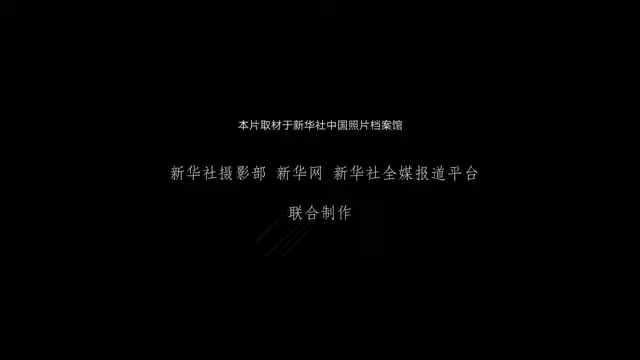 本片取材于新华社中国照片档案馆
新华社摄影部 新华网 新华社全媒报道平台
联合制作